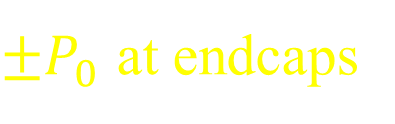 ±P₀ at endcaps